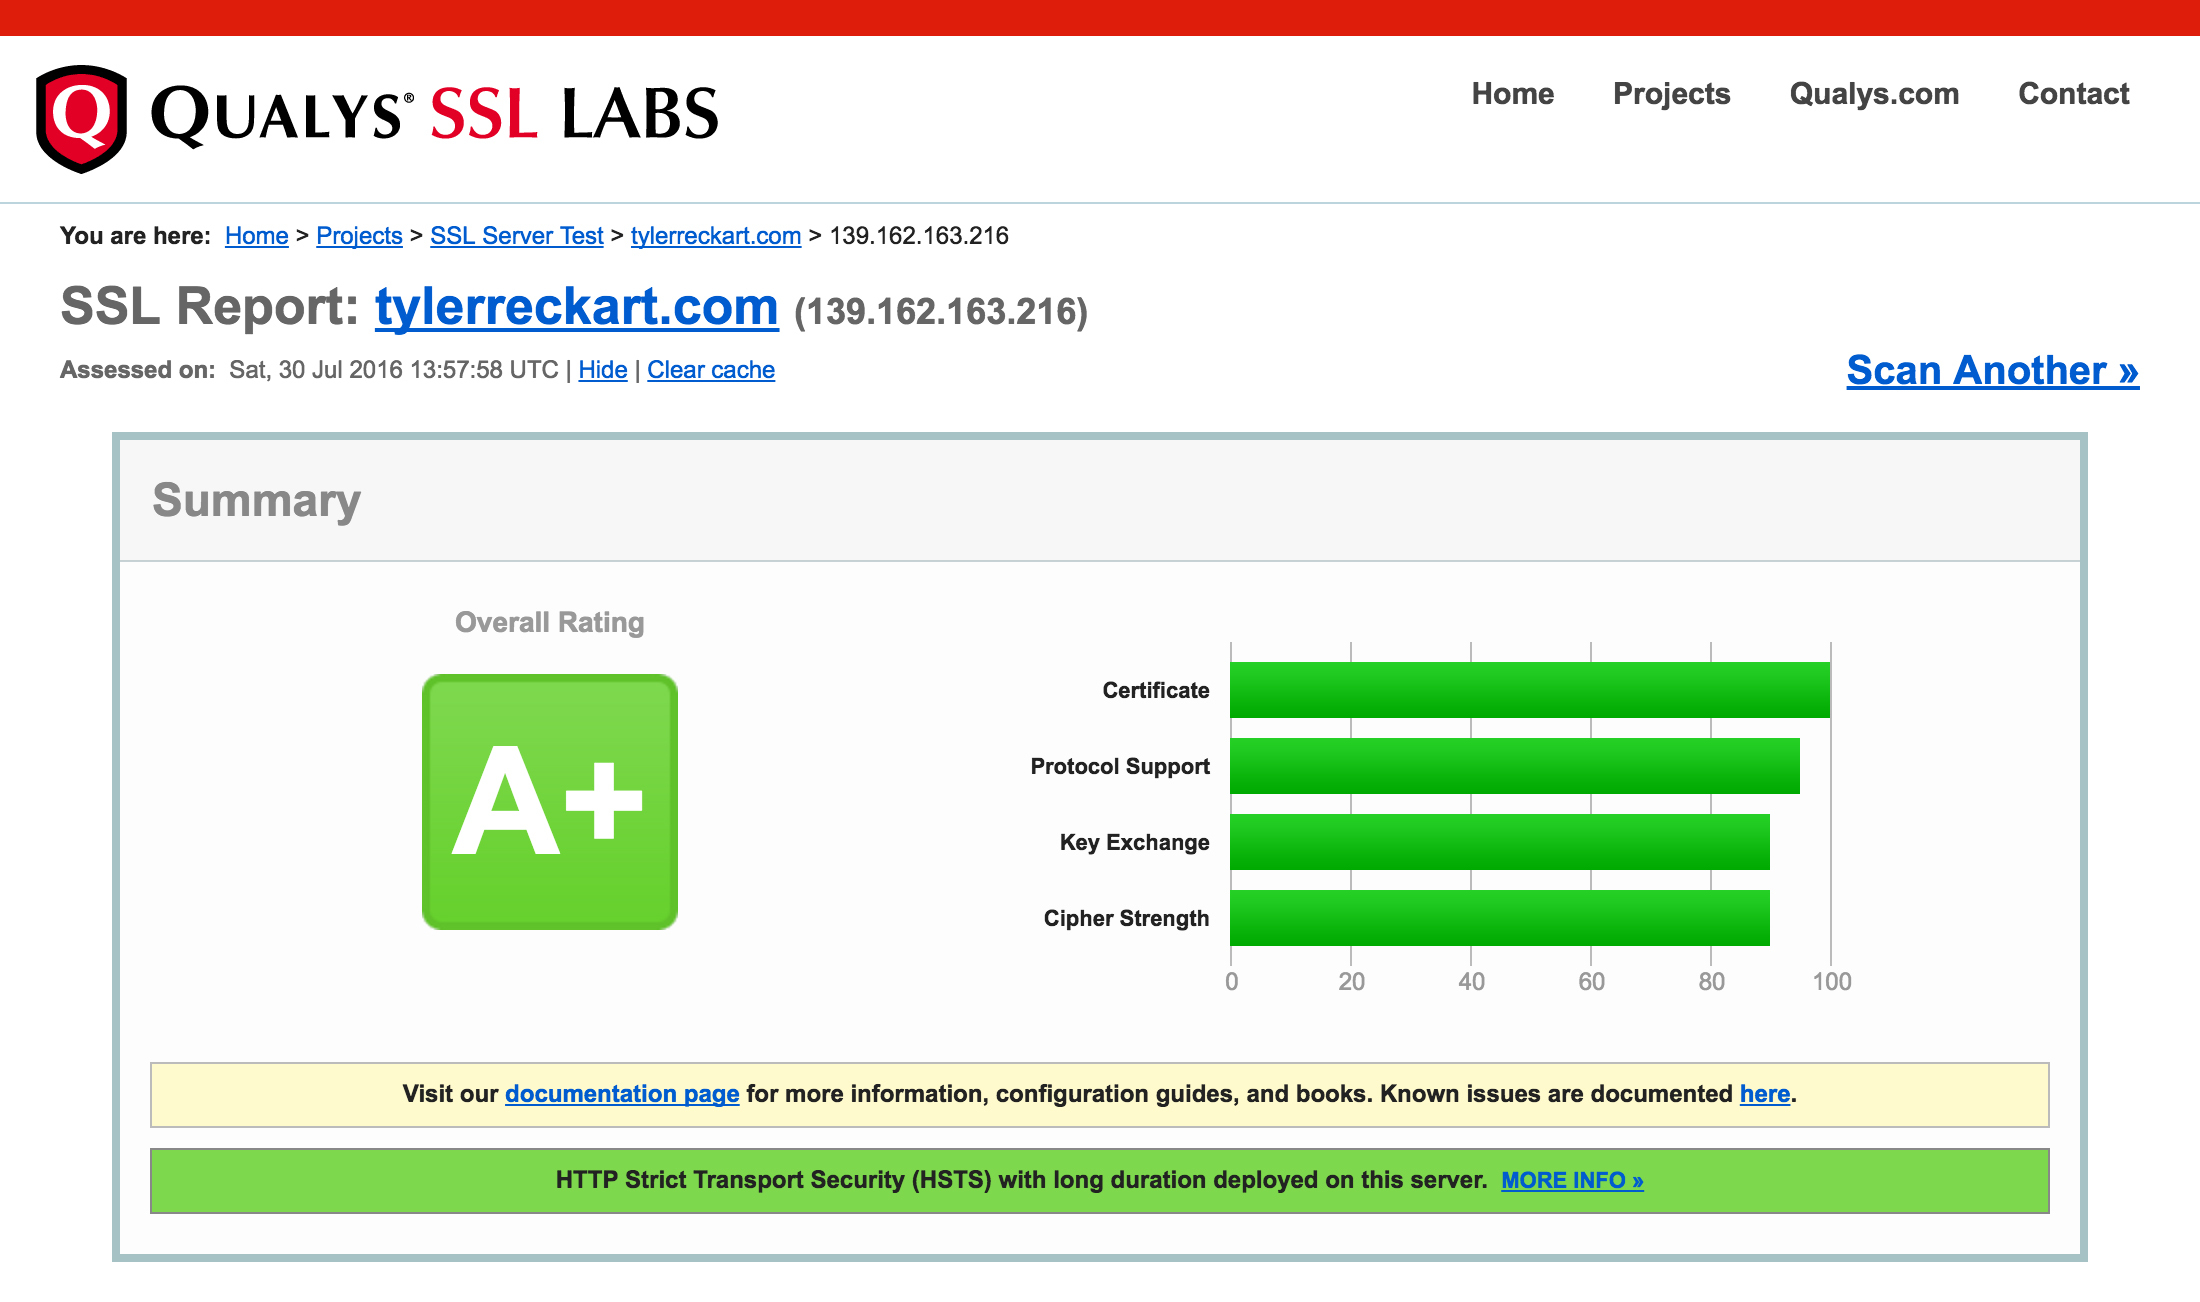 Q QUALYS® SSL LABS
Home Projects Qualys.com Contact
You are here: Home > Projects > SSL Server Test > tylerreckart.com > 139.162.163.216
SSL Report: tylerreckart.com (139.162.163.216)
Assessed on: Sat, 30 Jul 2016 13:57:58 UTC | Hide | Clear cache
Scan Another »
Summary
Overall Rating
A+
Certificate
Protocol Support
Key Exchange
Cipher Strength
0 20 40 60 80 100
Visit our documentation page for more information, configuration guides, and books. Known issues are documented here.
HTTP Strict Transport Security (HSTS) with long duration deployed on this server. MORE INFO »